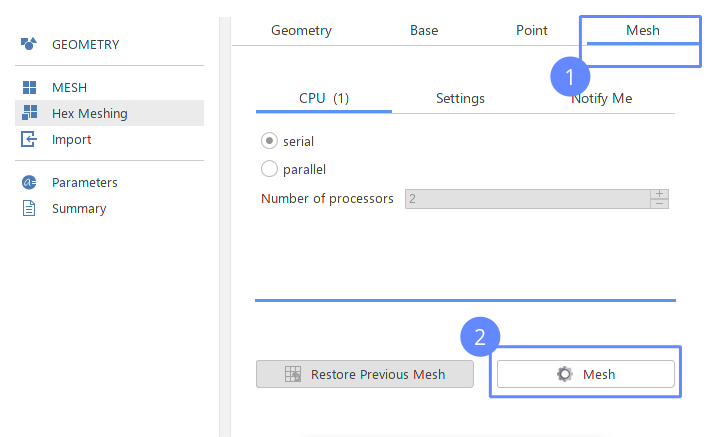 GEOMETRY
MESH
Hex Meshing
Import
Parameters
Summary
Geometry Base Point Mesh
1
CPU (1) Settings Notify Me
serial
parallel
Number of processors 2
2
Restore Previous Mesh Mesh